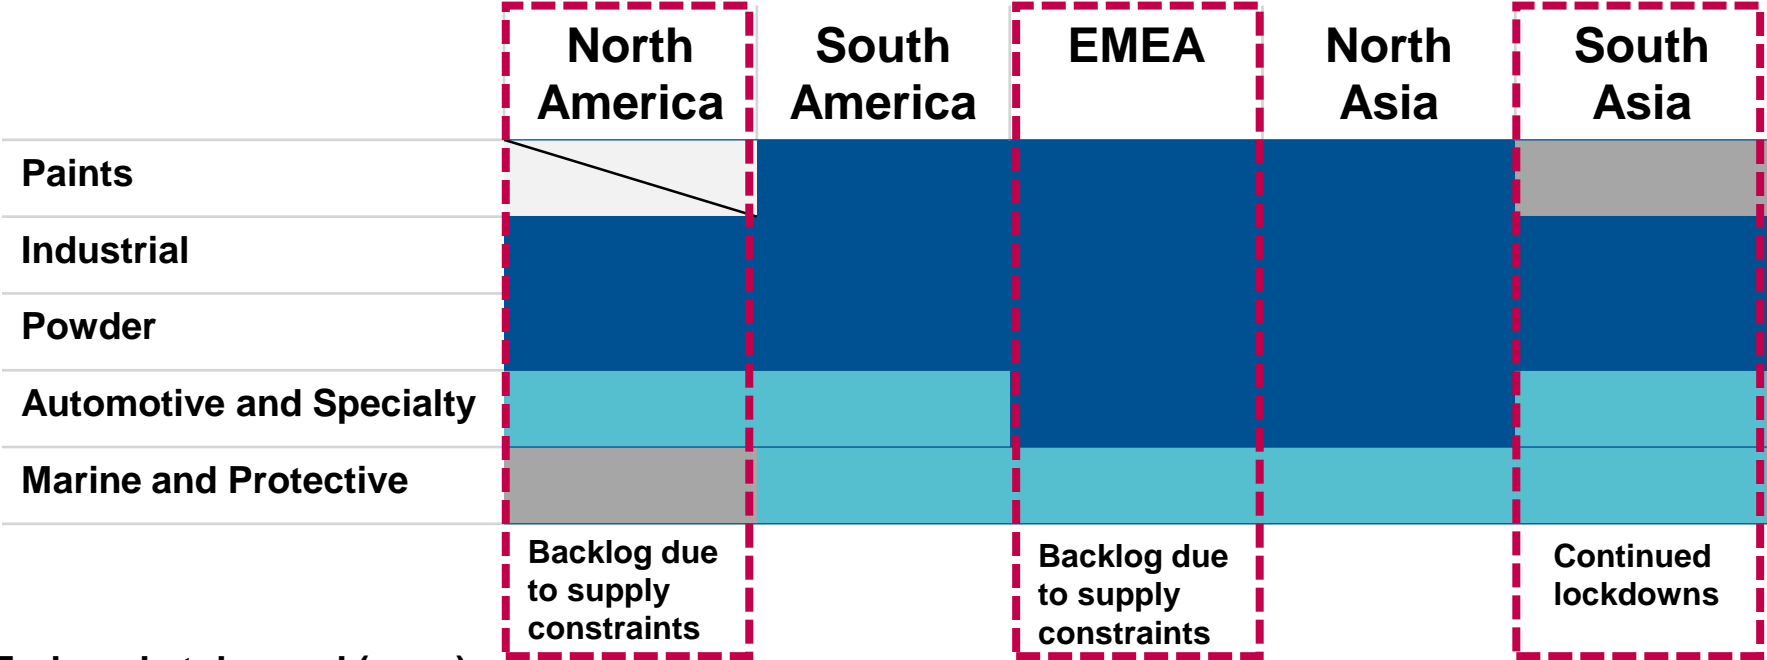 North
America
South
America
EMEA
North
Asia
South
Asia
Paints
Industrial
Powder
Automotive and Specialty
Marine and Protective
Backlog due
to supply
constraints
Backlog due
to supply
constraints
Continued
lockdowns